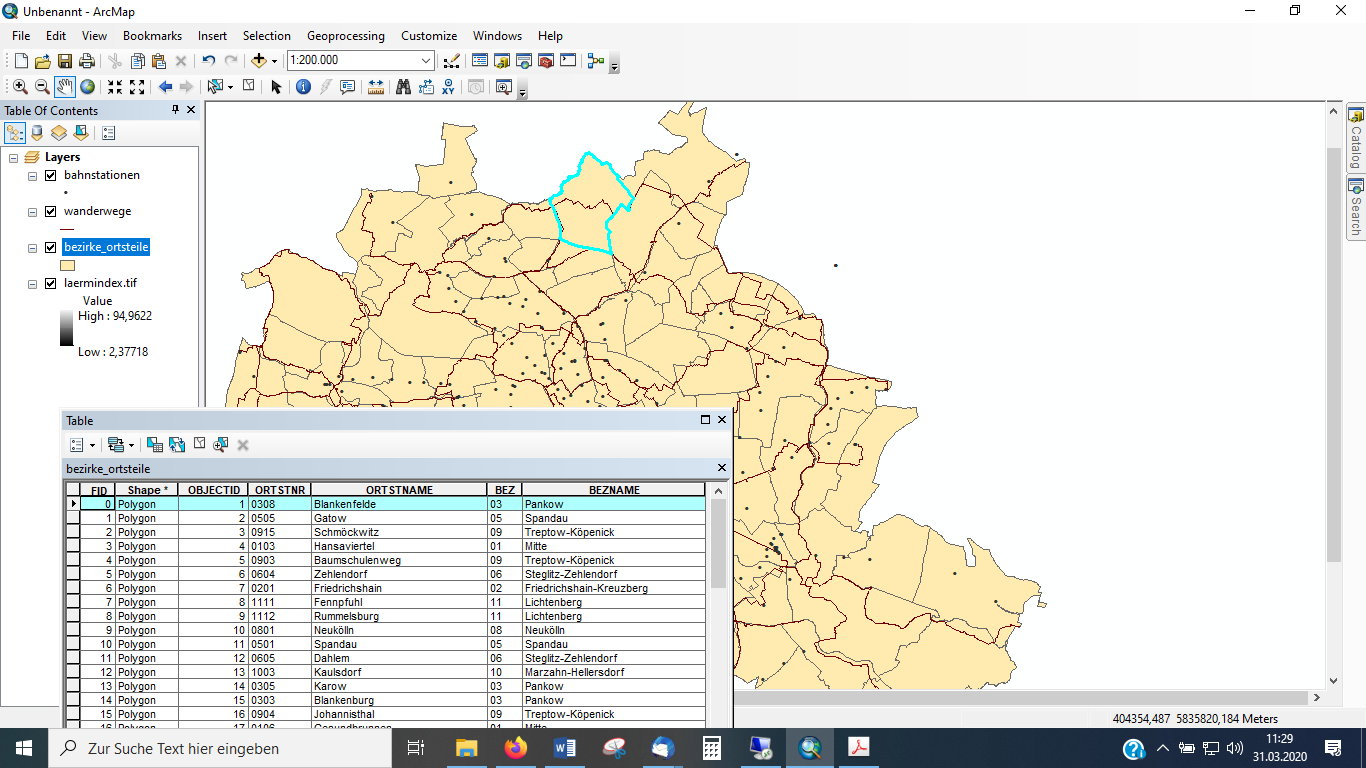 Unbenannt - ArcMap
File Edit View Bookmarks Insert Selection Geoprocessing Customize Windows Help
1:200.000
XY
Table Of Contents
Layers
bahnstationen
wanderwege
bezirke_ortsteile
laermindex.tif
Value
High : 94,9622
Low : 2,37718
Catalog
Search
Table
bezirke_ortsteile
FID Shape * OBJECTID ORTSTNR ORTSTNAME BEZ BEZNAME
0 Polygon 1 0308 Blankenfelde 03 Pankow
1 Polygon 2 0505 Gatow 05 Spandau
2 Polygon 3 0915 Schmöckwitz 09 Treptow-Köpenick
3 Polygon 4 0103 Hansaviertel 01 Mitte
4 Polygon 5 0903 Baumschulenweg 09 Treptow-Köpenick
5 Polygon 6 0604 Zehlendorf 06 Steglitz-Zehlendorf
6 Polygon 7 0201 Friedrichshain 02 Friedrichshain-Kreuzberg
7 Polygon 8 1111 Fennpfuhl 11 Lichtenberg
8 Polygon 9 1112 Rummelsburg 11 Lichtenberg
9 Polygon 10 0801 Neukölln 08 Neukölln
10 Polygon 11 0501 Spandau 05 Spandau
11 Polygon 12 0605 Dahlem 06 Steglitz-Zehlendorf
12 Polygon 13 1003 Kaulsdorf 10 Marzahn-Hellersdorf
13 Polygon 14 0305 Karow 03 Pankow
14 Polygon 15 0303 Blankenburg 03 Pankow
15 Polygon 16 0904 Johannisthal 09 Treptow-Köpenick
16 Polygon 17 0106 Gesundbrunnen 01 Mitte
404354,487 5835820,184 Meters
Zur Suche Text hier eingeben
11:29
31.03.2020